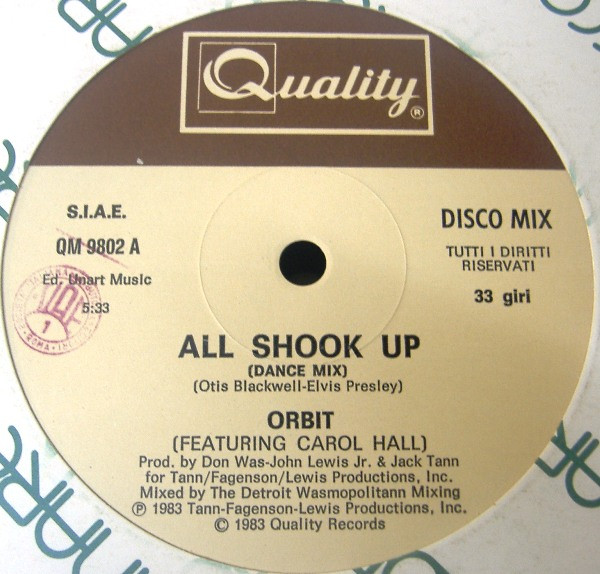 Quality®
S.I.A.E.
QM 9802 A
Ed. Unart Music
5:33
DISCO MIX
TUTTI I DIRITTI
RISERVATI
33 giri
1
ROMA
ALL SHOOK UP
(DANCE MIX)
(Otis Blackwell-Elvis Presley)
ORBIT
(FEATURING CAROL HALL)
Prod. by Don Was-John Lewis Jr. & Jack Tann
for Tann/Fagenson/Lewis Productions, Inc.
Mixed by The Detroit Wasmopolitann Mixing
℗ 1983 Tann-Fagenson-Lewis Productions, Inc.
© 1983 Quality Records